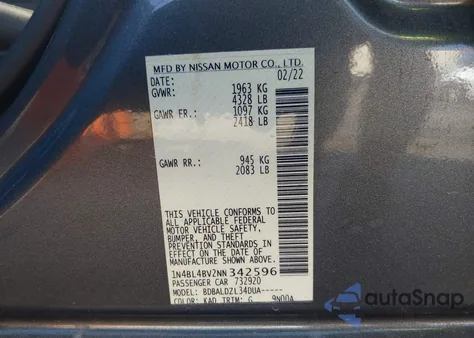 MFD BY NISSAN MOTOR CO., LTD.
DATE: 02/22
GVWR: 1963 KG
4328 LB
GAWR FR.: 1097 KG
2418 LB
GAWR RR.: 945 KG
2083 LB
THIS VEHICLE CONFORMS TO
ALL APPLICABLE FEDERAL
MOTOR VEHICLE SAFETY,
BUMPER, AND THEFT
PREVENTION STANDARDS IN
EFFECT ON THE DATE OF
MANUFACTURE SHOWN ABOVE.
1N4BL4BV2NN342596
PASSENGER CAR 732920
MODEL: BDBALDZL34DUA-----
COLOR: KAD TRIM: G 9N00A
autoSnap